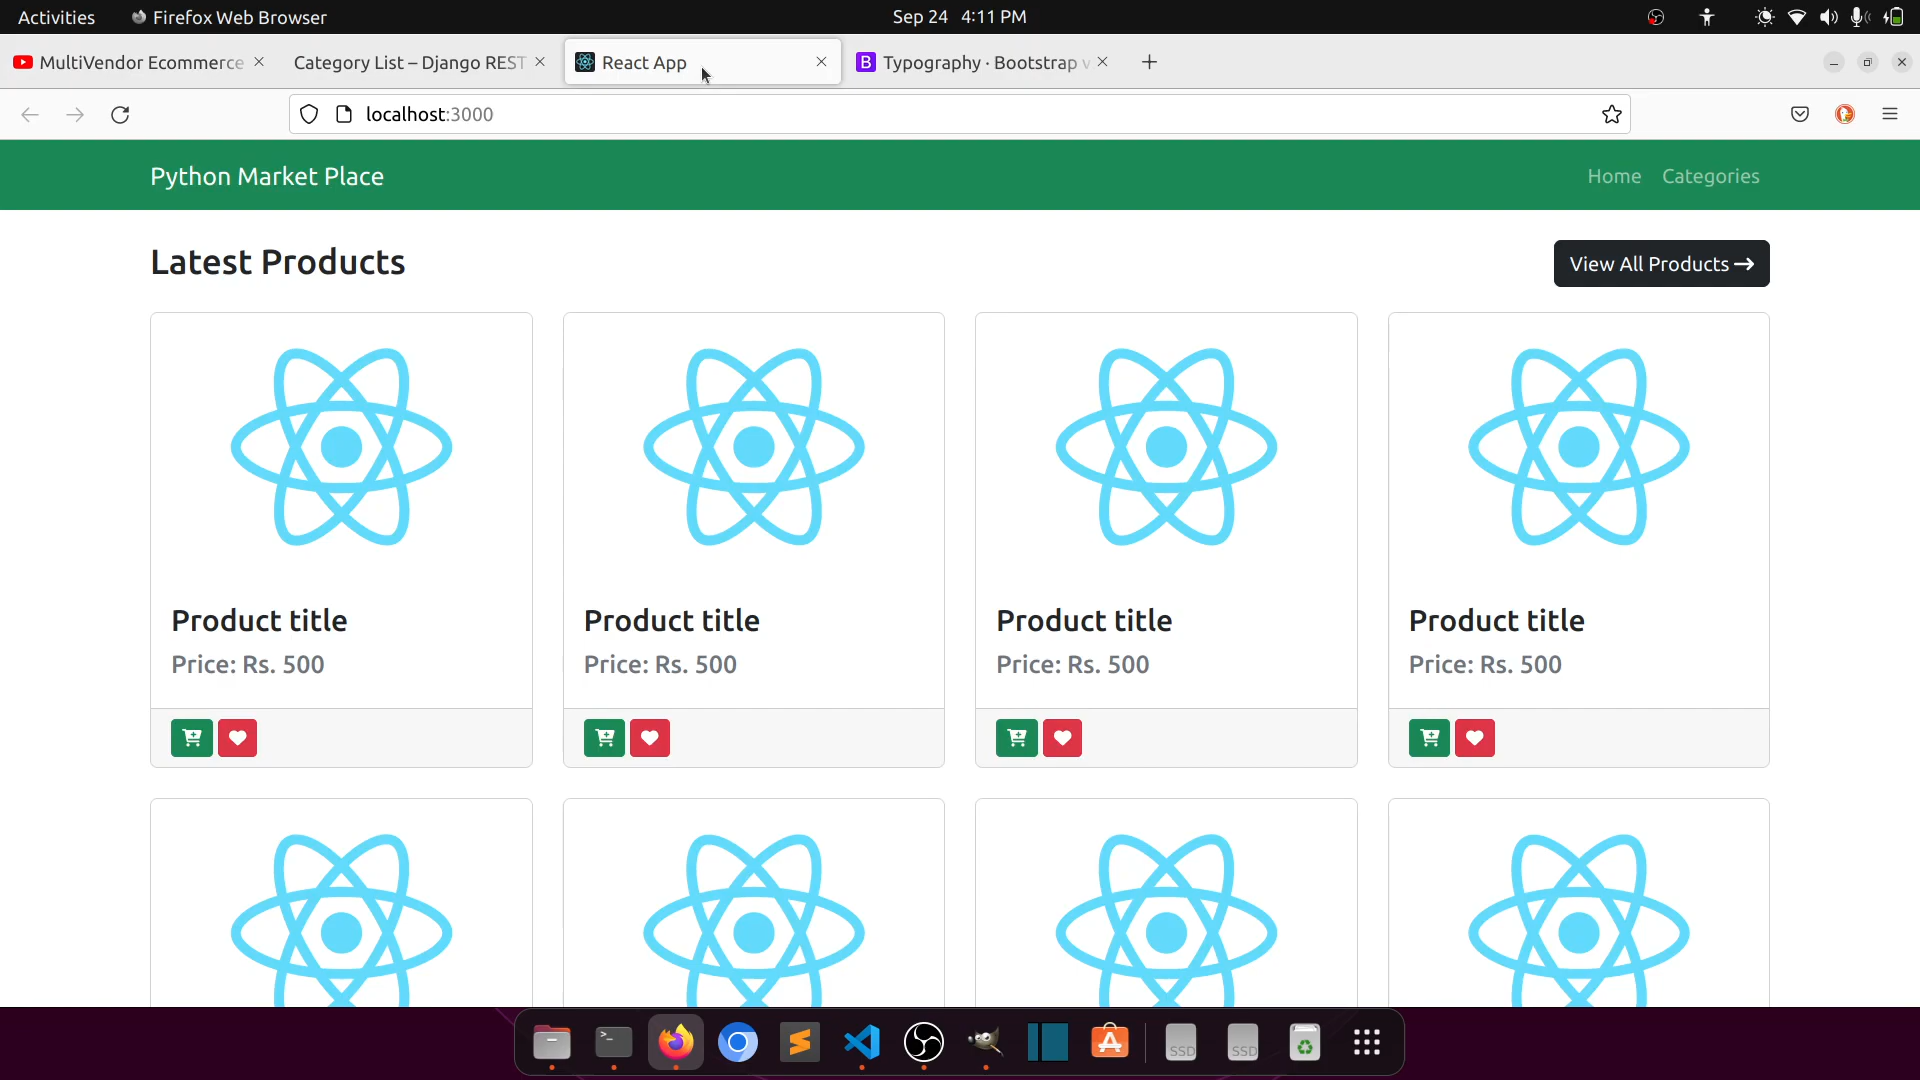 Activities Firefox Web Browser Sep 24 4:11 PM
MultiVendor Ecommerce Category List – Django REST React App B Typography · Bootstrap v
localhost:3000
Python Market Place Home Categories
Latest Products View All Products
Product title Product title Product title Product title
Price: Rs. 500 Price: Rs. 500 Price: Rs. 500 Price: Rs. 500
SSD SSD